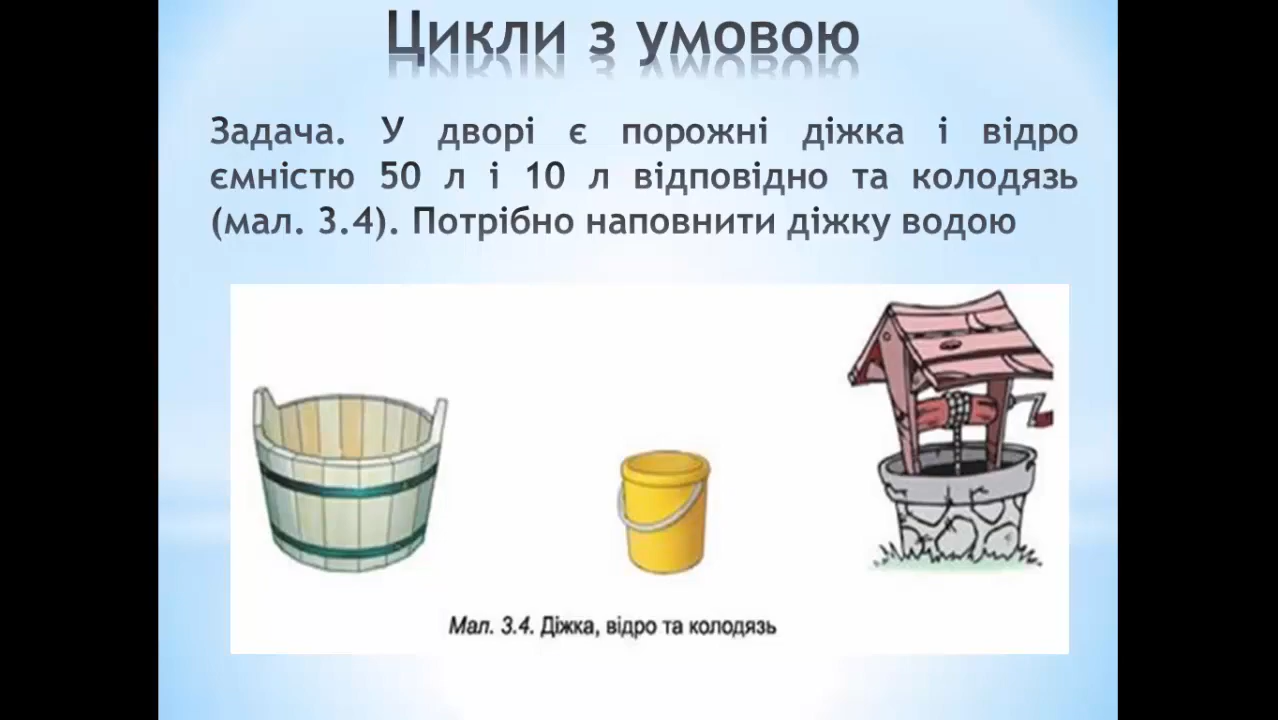 Цикли з умовою
Задача. У дворі є порожні діжка і відро
ємністю 50 л і 10 л відповідно та колодязь
(мал. 3.4). Потрібно наповнити діжку водою
Мал. 3.4. Діжка, відро та колодязь